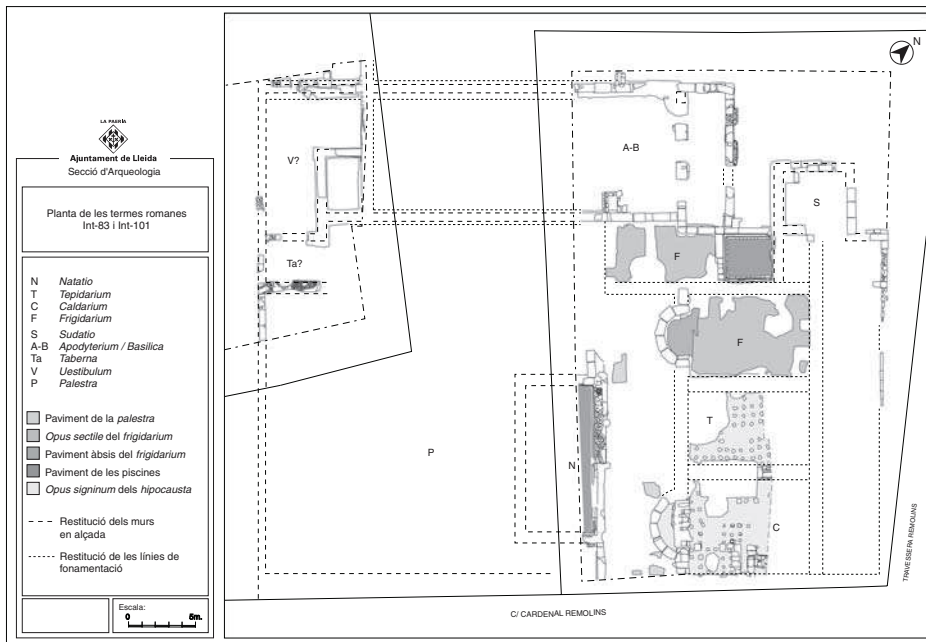 LA PAERIA
Ajuntament de Lleida
Secció d'Arqueologia
Planta de les termes romanes
Int-83 i Int-101
N Natatio
T Tepidarium
C Caldarium
F Frigidarium
S Sudatio
A-B Apodyterium / Basilica
Ta Taberna
V Uestibulum
P Palestra
Paviment de la palestra
Opus sectile del frigidarium
Paviment àbsis del frigidarium
Paviment de les piscines
Opus signinum dels hipocausta
Restitució dels murs
en alçada
Restitució de les línies de
fonamentació
Escala:
0 5m.
N
V?
A-B
S
Ta?
F
F
T
P
N
C
TRAVESSERA REMOLINS
C/ CARDENAL REMOLINS